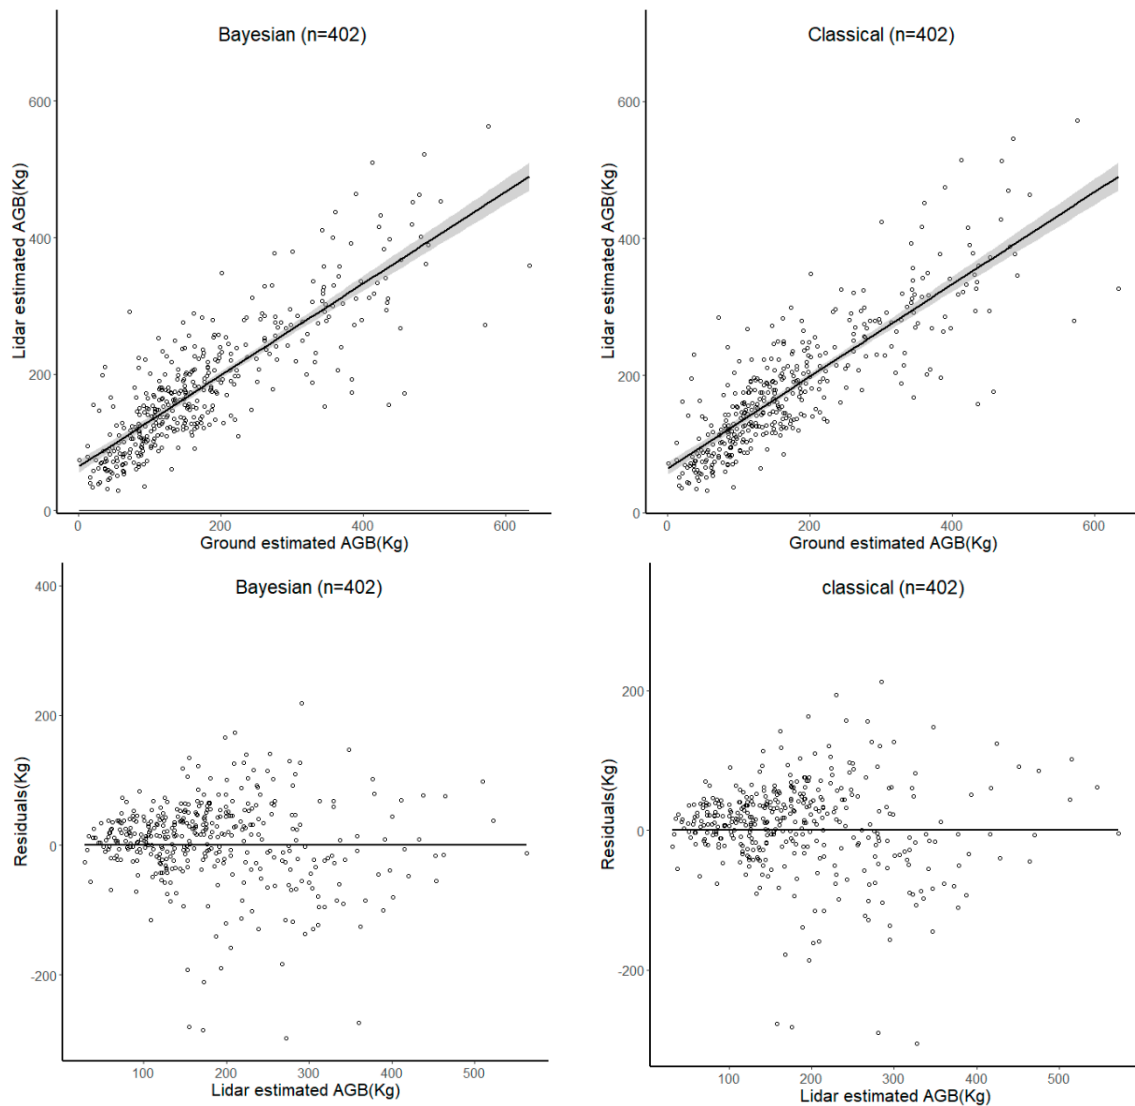 Bayesian (n=402)
600
400
200
0
0 200 400 600
Lidar estimated AGB(Kg)
Ground estimated AGB(Kg)
Classical (n=402)
600
400
200
0
0 200 400 600
Lidar estimated AGB(Kg)
Ground estimated AGB(Kg)
Bayesian (n=402)
400
200
0
-200
100 200 300 400 500
Residuals(Kg)
Lidar estimated AGB(Kg)
classical (n=402)
200
0
-200
100 200 300 400 500
Residuals(Kg)
Lidar estimated AGB(Kg)